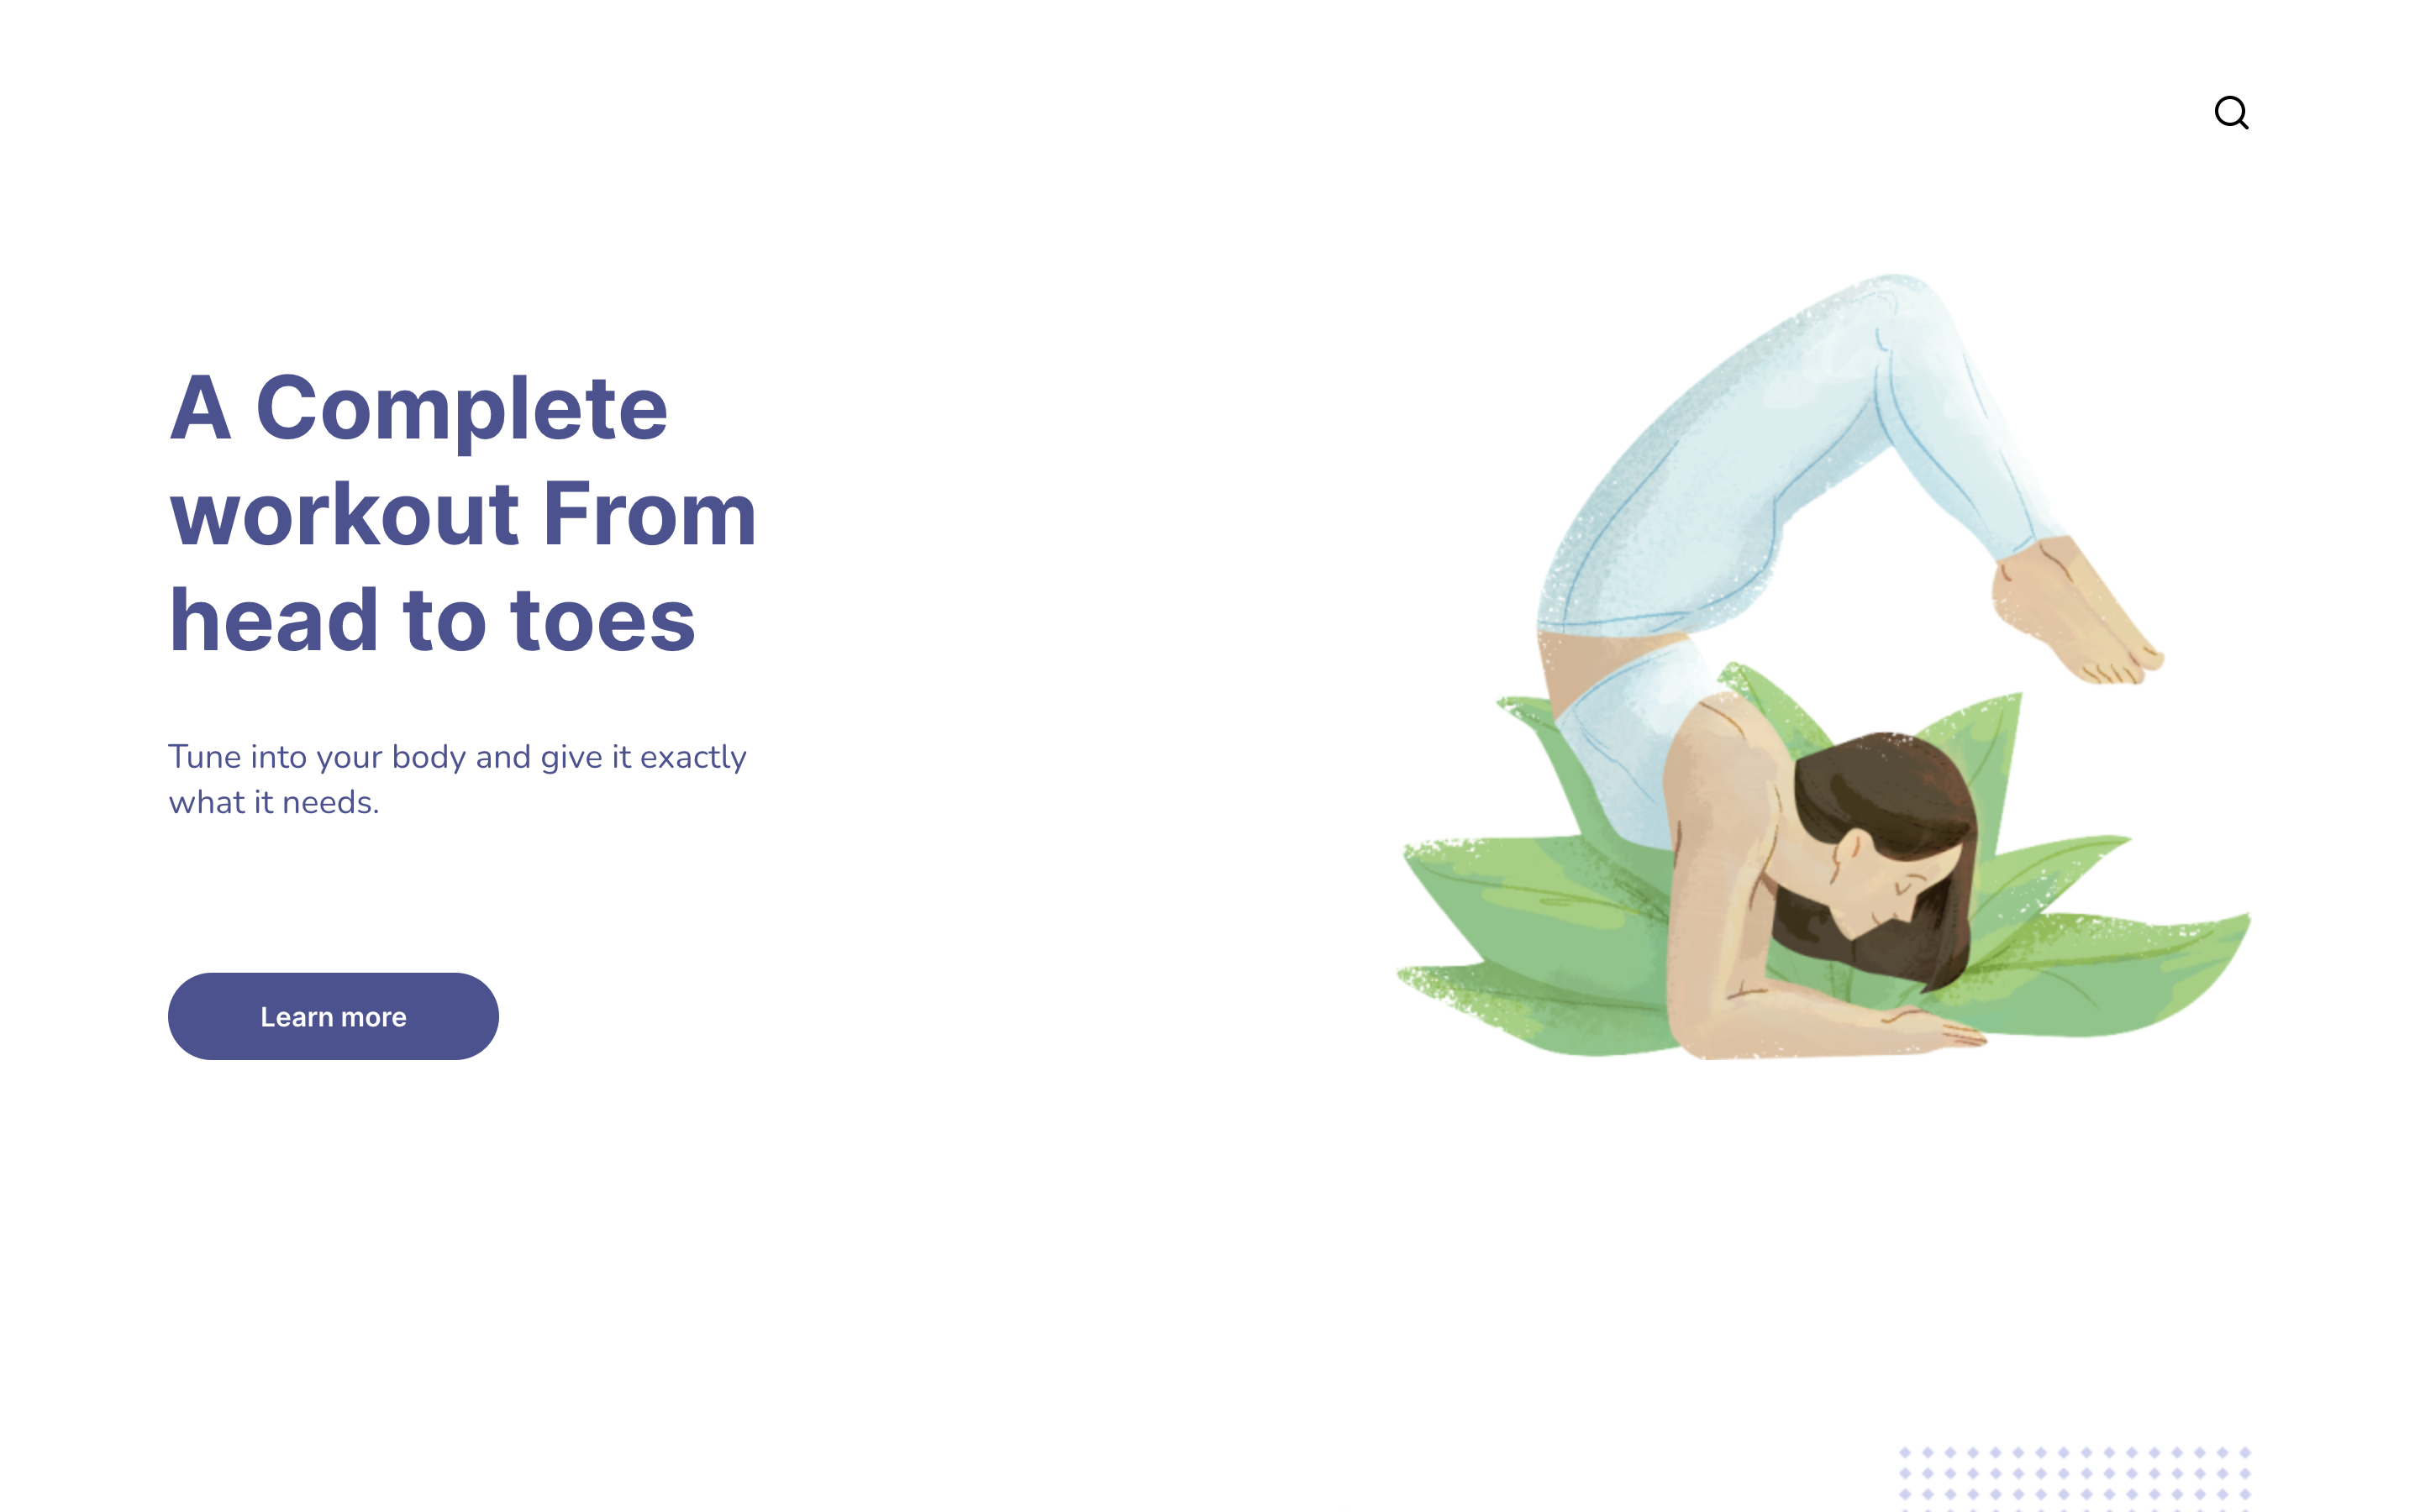 A Complete
workout From
head to toes
Tune into your body and give it exactly
what it needs.
Learn more